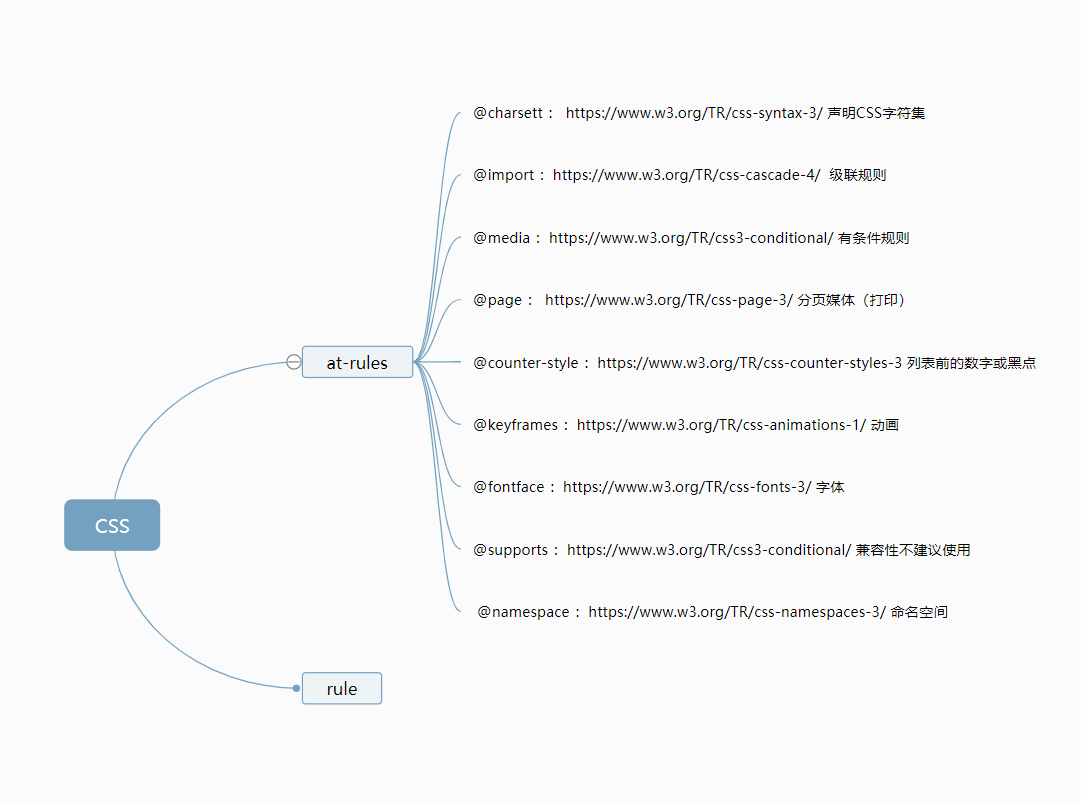 @charsett： https://www.w3.org/TR/css-syntax-3/ 声明CSS字符集
@import：https://www.w3.org/TR/css-cascade-4/ 级联规则
@media：https://www.w3.org/TR/css3-conditional/ 有条件规则
@page： https://www.w3.org/TR/css-page-3/ 分页媒体（打印）
at-rules
@counter-style：https://www.w3.org/TR/css-counter-styles-3 列表前的数字或黑点
@keyframes：https://www.w3.org/TR/css-animations-1/ 动画
@fontface：https://www.w3.org/TR/css-fonts-3/ 字体
CSS
@supports：https://www.w3.org/TR/css3-conditional/ 兼容性不建议使用
@namespace：https://www.w3.org/TR/css-namespaces-3/ 命名空间
rule